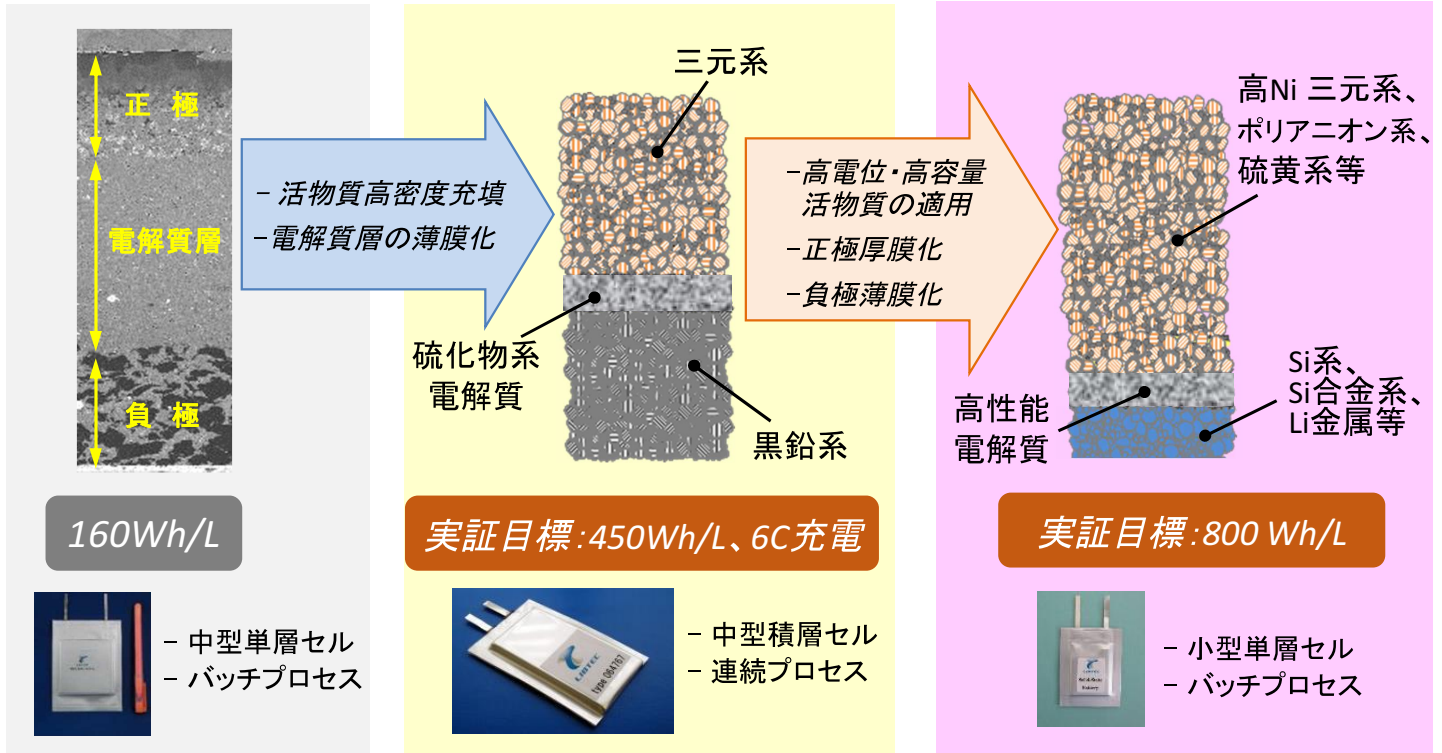 正 極
電解質層
負 極
160Wh/L
− 中型単層セル
− バッチプロセス
− 活物質高密度充填
−電解質層の薄膜化
三元系
硫化物系
電解質
黒鉛系
実証目標:450Wh/L、6C充電
LIBTEC
type 064767
− 中型積層セル
− 連続プロセス
−高電位・高容量
活物質の適用
−正極厚膜化
−負極薄膜化
高Ni 三元系、
ポリアニオン系、
硫黄系等
高性能
電解質
Si系、
Si合金系、
Li金属等
実証目標:800 Wh/L
Solid-State
Battery
− 小型単層セル
− バッチプロセス